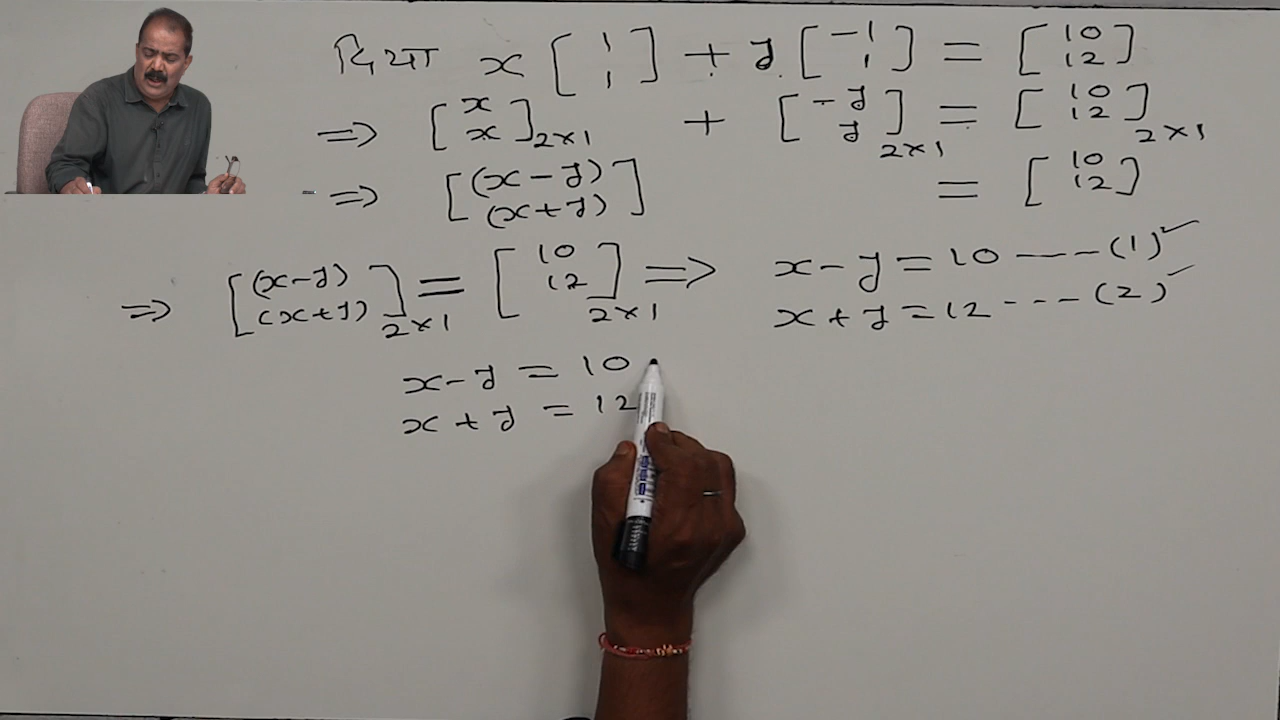 दिया x [1 1] + y [-1 1] = [10 12]
=> [x x]2×1 + [-y y]2×1 = [10 12]2×1
=> [(x-y) (x+y)] = [10 12]
=> [(x-y) (x+y)]2×1 = [10 12]2×1 => x-y=10 ----(1)✓
x+y=12 ---(2)✓
x-y = 10
x+y = 12